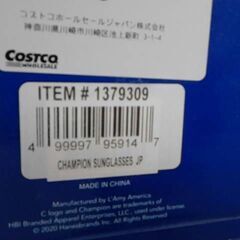 コストコホールセールジャパン株式会社
神奈川県川崎市川崎区池上新町 3-1-4
COSTCO
WHOLESALE
ITEM # 1379309
4 99997 95914 7
CHAMPION SUNGLASSES JP
MADE IN CHINA
Manufactured by L'Amy America
C logo and Champion are trademarks of
HBI Branded Apparel Enterprises, LLC
© 2020 Hanesbrands Inc. All rights reserved.